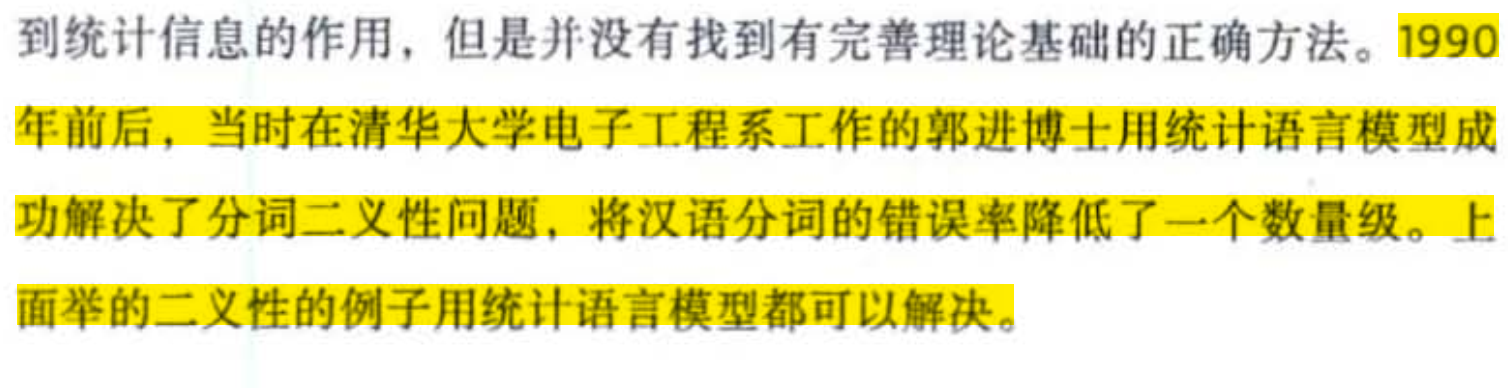 到统计信息的作用，但是并没有找到有完善理论基础的正确方法。1990
年前后，当时在清华大学电子工程系工作的郭进博士用统计语言模型成
功解决了分词二义性问题，将汉语分词的错误率降低了一个数量级。上
面举的二义性的例子用统计语言模型都可以解决。